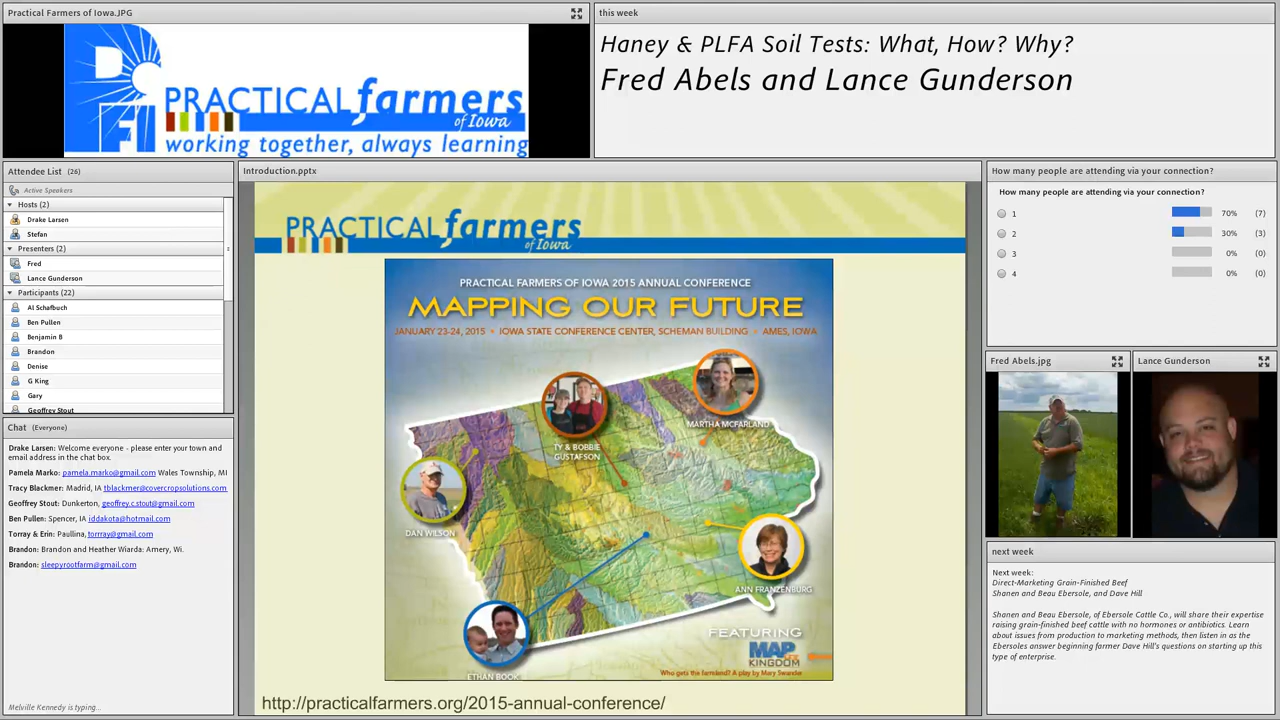 Practical Farmers of Iowa.JPG
PRACTICAL farmers
of Iowa
working together, always learning
this week
Haney & PLFA Soil Tests: What, How? Why?
Fred Abels and Lance Gunderson
Attendee List (26)
Active Speakers
Hosts (2)
Drake Larsen
Stefan
Presenters (2)
Fred
Lance Gunderson
Participants (22)
Al Schafbuch
Ben Pullen
Benjamin B
Brandon
Denise
G King
Gary
Geoffrey Stout
Chat (Everyone)
Drake Larsen: Welcome everyone - please enter your town and
email address in the chat box.
Pamela Marko: pamela.marko@gmail.com Wales Township, MI
Tracy Blackmer: Madrid, IA tblackmer@covercropsolutions.com
Geoffrey Stout: Dunkerton, geoffrey.c.stout@gmail.com
Ben Pullen: Spencer, IA iddakota@hotmail.com
Torray & Erin: Paullina, torrray@gmail.com
Brandon: Brandon and Heather Wiarda: Amery, Wi.
Brandon: sleepyrootfarm@gmail.com
Melville Kennedy is typing...
Introduction.pptx
PRACTICAL farmers
of Iowa
PRACTICAL FARMERS OF IOWA 2015 ANNUAL CONFERENCE
MAPPING OUR FUTURE
JANUARY 23-24, 2015 • IOWA STATE CONFERENCE CENTER, SCHEMAN BUILDING • AMES, IOWA
MARTHA MCFARLAND
TY & BOBBIE
GUSTAFSON
DAN WILSON
ANN FRANZENBURG
ETHAN BOOK
FEATURING
MAP
KINGDOM
Who gets the farmland? A play by Mary Swander
http://practicalfarmers.org/2015-annual-conference/
How many people are attending via your connection?
How many people are attending via your connection?
1 70% (7)
2 30% (3)
3 0% (0)
4 0% (0)
Fred Abels.jpg
Lance Gunderson
next week
Next week:
Direct-Marketing Grain-Finished Beef
Shanen and Beau Ebersole, and Dave Hill
Shanen and Beau Ebersole, of Ebersole Cattle Co., will share their expertise
raising grain-finished beef cattle with no hormones or antibiotics. Learn
about issues from production to marketing methods, then listen in as the
Ebersoles answer beginning farmer Dave Hill's questions on starting up this
type of enterprise.